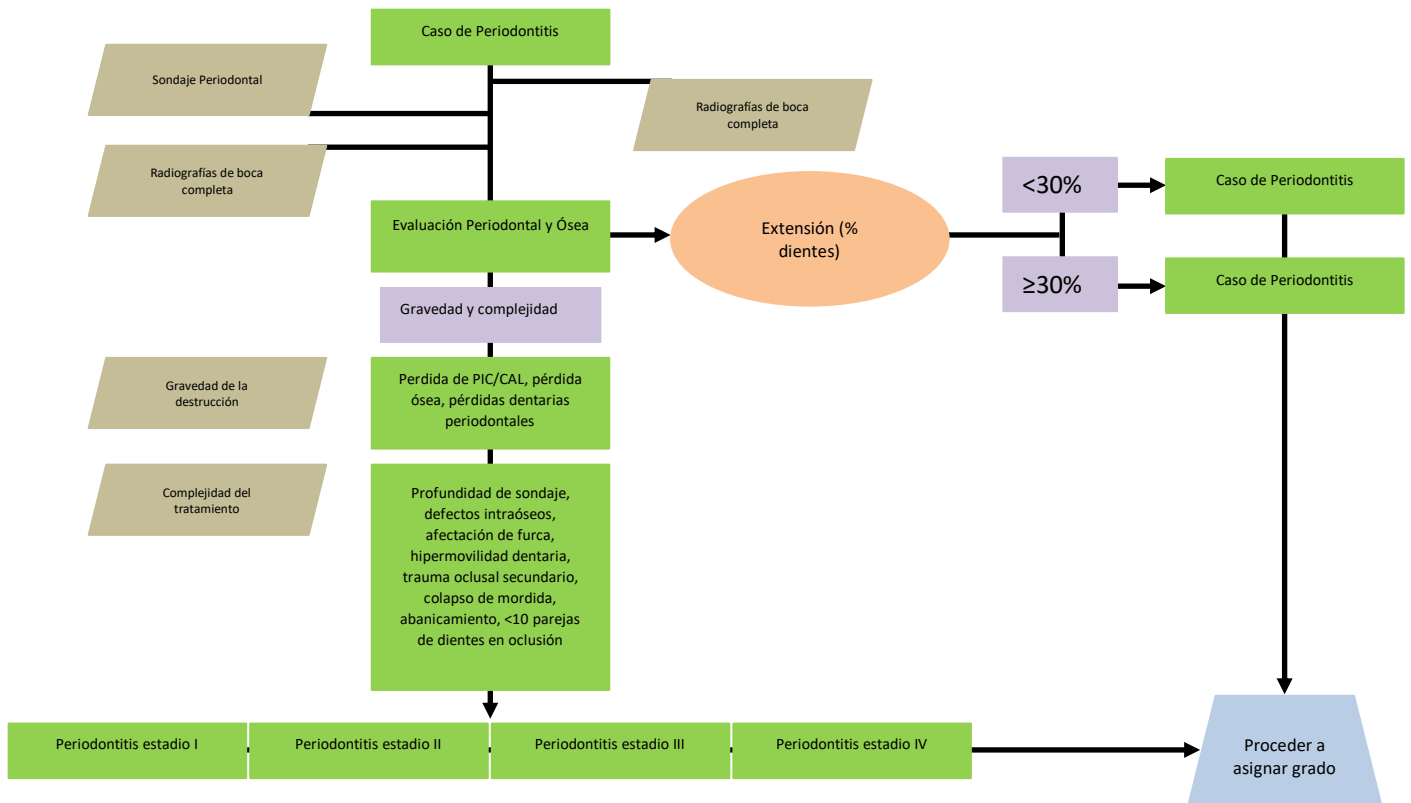 Caso de Periodontitis
Sondaje Periodontal
Radiografías de boca
completa
Radiografías de boca
completa
Evaluación Periodontal y Ósea
Extensión (%
dientes)
<30%
Caso de Periodontitis
≥30%
Caso de Periodontitis
Gravedad y complejidad
Gravedad de la
destrucción
Perdida de PIC/CAL, pérdida
ósea, pérdidas dentarias
periodontales
Complejidad del
tratamiento
Profundidad de sondaje,
defectos intraóseos,
afectación de furca,
hipermovilidad dentaria,
trauma oclusal secundario,
colapso de mordida,
abanicamiento, <10 parejas
de dientes en oclusión
Periodontitis estadio I
Periodontitis estadio II
Periodontitis estadio III
Periodontitis estadio IV
Proceder a
asignar grado